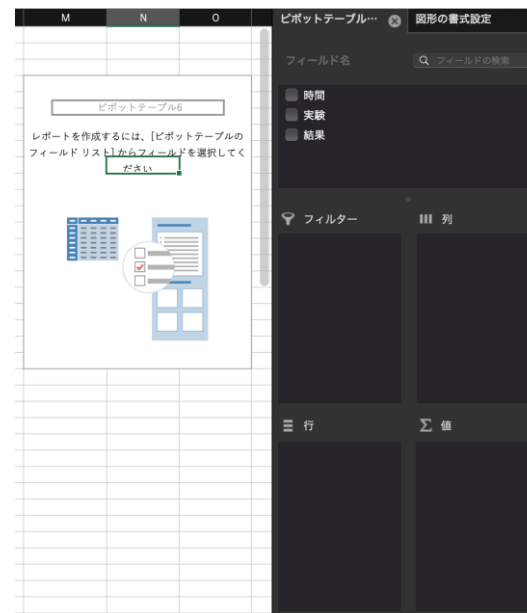 M N O
ピボットテーブル6
レポートを作成するには、[ピボットテーブルの
フィールド リスト] からフィールドを選択してく
ださい
ピボットテーブル… 図形の書式設定
フィールド名 フィールドの検索
時間
実験
結果
フィルター 列
行 値